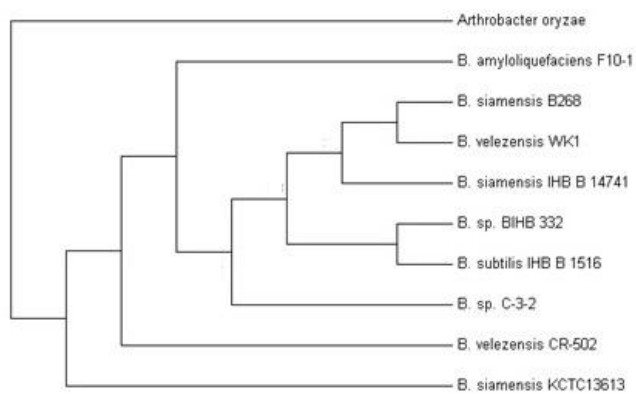 Arthrobacter oryzae
B. amyloliquefaciens F10-1
B. siamensis B268
B. velezensis WK1
B. siamensis IHB B 14741
B. sp. BIHB 332
B. subtilis IHB B 1516
B. sp. C-3-2
B. velezensis CR-502
B. siamensis KCTC13613